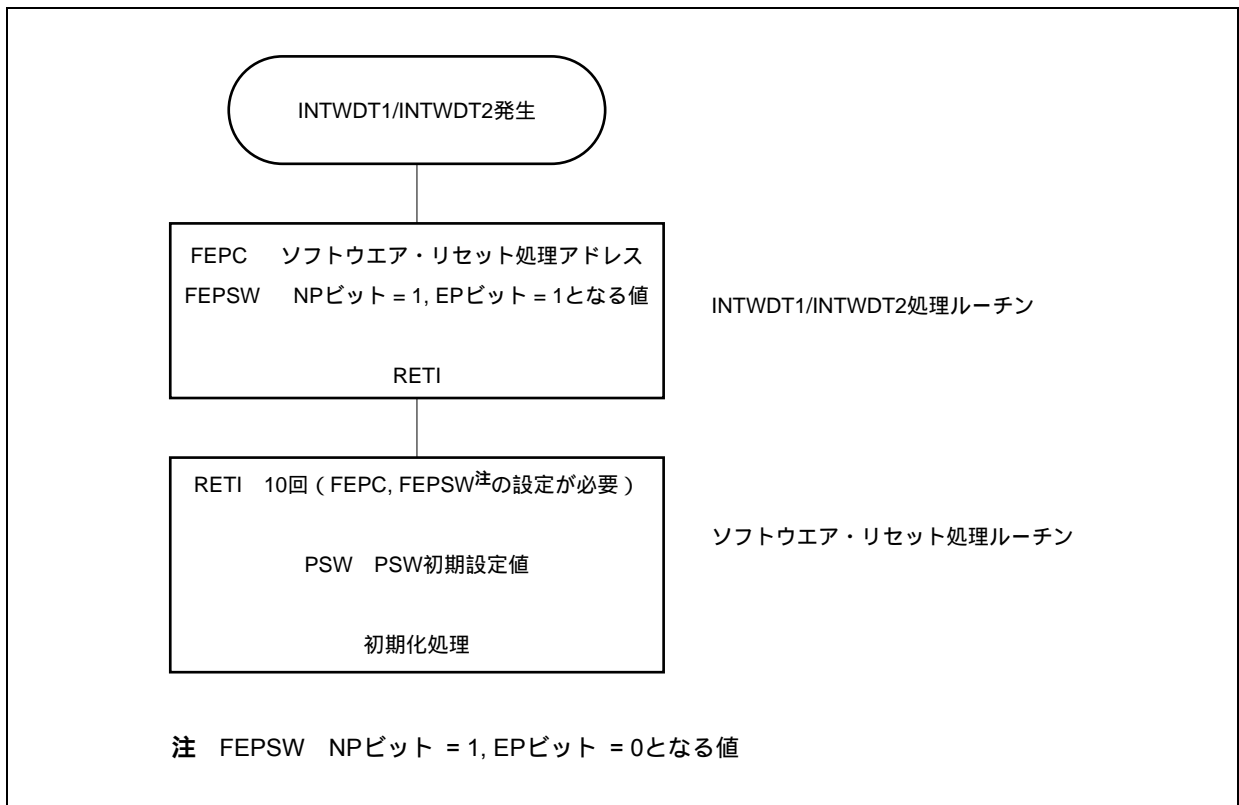 INTWDT1/INTWDT2発生
FEPC　ソフトウエア・リセット処理アドレス
FEPSW　NPビット = 1, EPビット = 1となる値
RETI
INTWDT1/INTWDT2処理ルーチン
RETI　10回（FEPC, FEPSW注の設定が必要）
PSW　PSW初期設定値
初期化処理
ソフトウエア・リセット処理ルーチン
注　FEPSW　NPビット = 1, EPビット = 0となる値